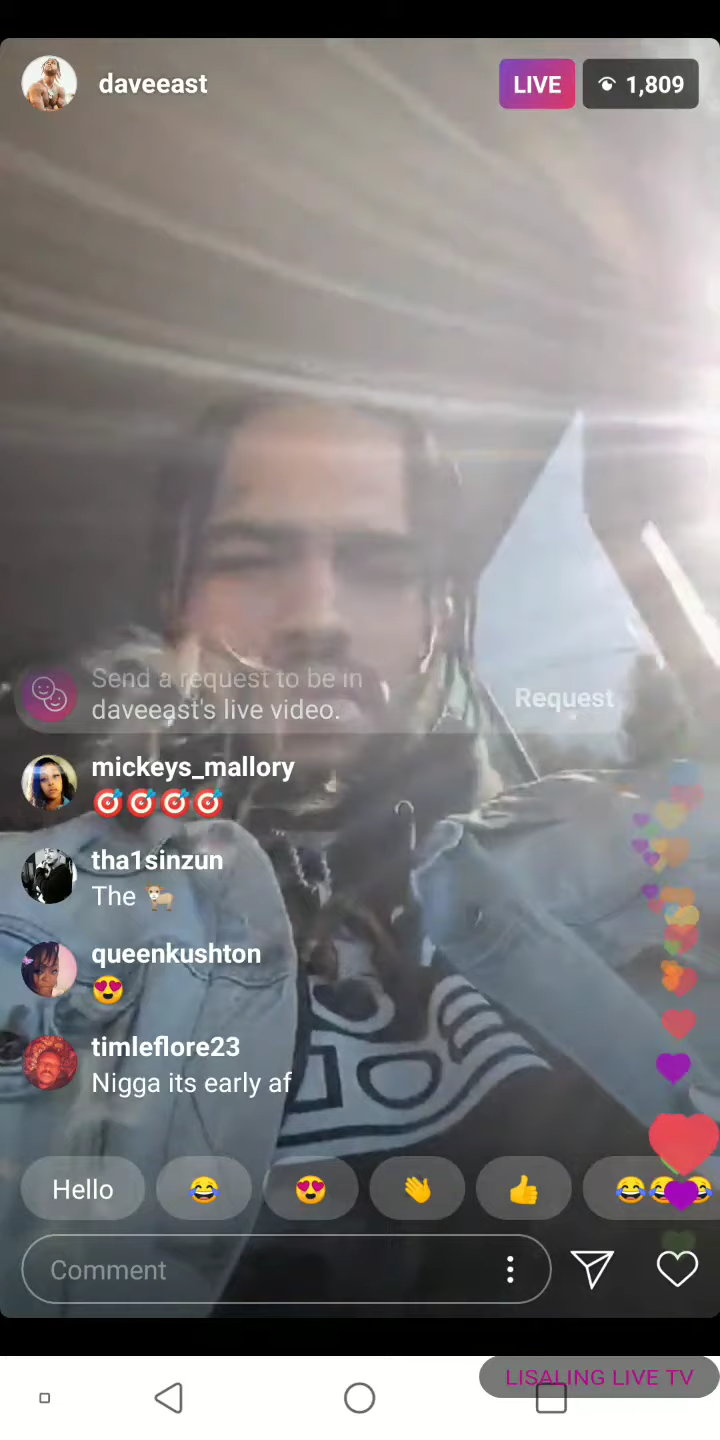 daveeast
LIVE
1,809
Send a request to be in
daveeast's live video.
Request
mickeys_mallory
🎯🎯🎯🎯
tha1sinzun
The 🐐
queenkushton
😍
timleflore23
Nigga its early af
Hello
😂
😍
👋
👍
😂😂😂
Comment
LISALING LIVE TV